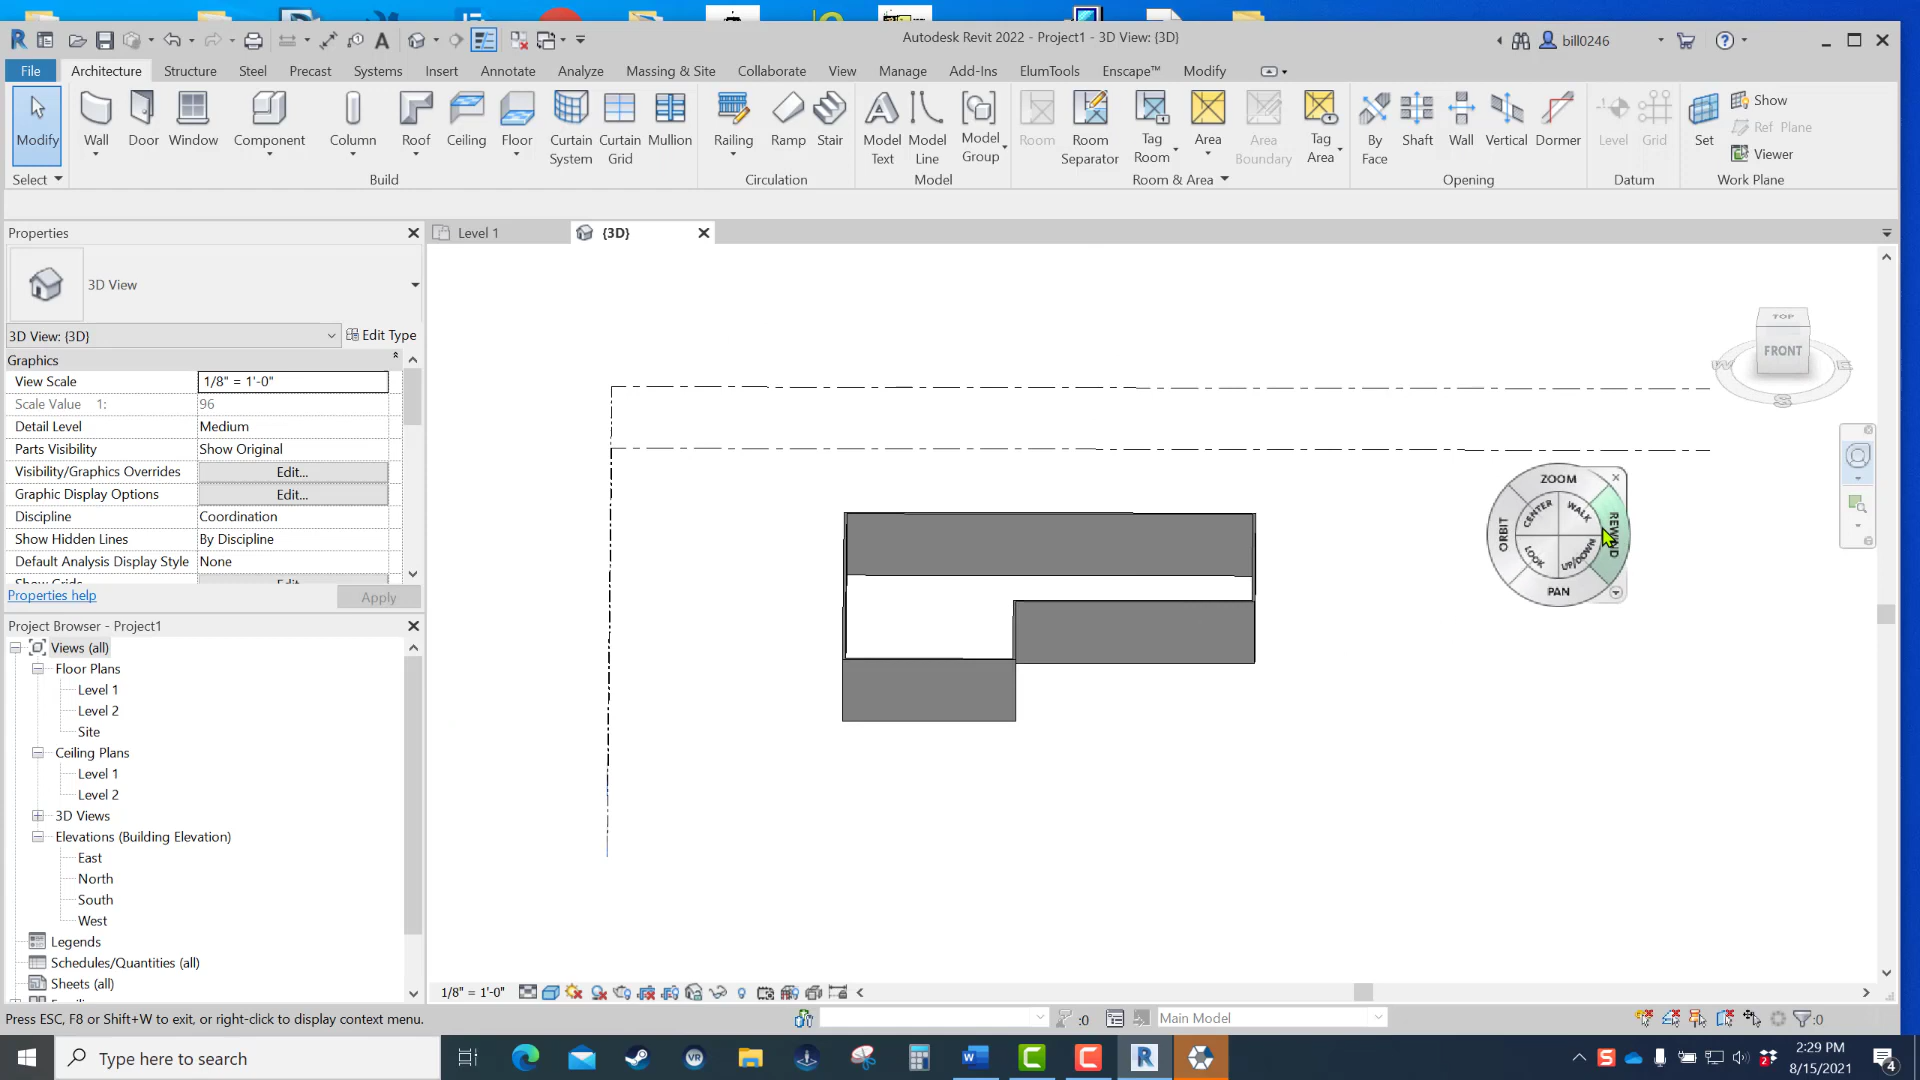 Autodesk Revit 2022 - Project1 - 3D View: {3D}
bill0246
File Architecture Structure Steel Precast Systems Insert Annotate Analyze Massing & Site Collaborate View Manage Add-Ins ElumTools Enscape™ Modify
Modify Wall Door Window Component Column Roof Ceiling Floor Curtain System Curtain Grid Mullion Railing Ramp Stair Model Text Model Line Model Group Room Room Separator Tag Room Area Area Boundary Tag Area By Face Shaft Wall Vertical Dormer Level Grid Set
Show
Ref Plane
Viewer
Select Build Circulation Model Room & Area Opening Datum Work Plane
Properties
Level 1
{3D}
3D View
3D View: {3D} Edit Type
Graphics
View Scale 1/8" = 1'-0"
Scale Value 1: 96
Detail Level Medium
Parts Visibility Show Original
Visibility/Graphics Overrides Edit...
Graphic Display Options Edit...
Discipline Coordination
Show Hidden Lines By Discipline
Default Analysis Display Style None
Show Grids Edit...
Properties help Apply
Project Browser - Project1
Views (all)
Floor Plans
Level 1
Level 2
Site
Ceiling Plans
Level 1
Level 2
3D Views
Elevations (Building Elevation)
East
North
South
West
Legends
Schedules/Quantities (all)
Sheets (all)
TOP
FRONT
W
E
S
ZOOM
CENTER
WALK
REWIND
ORBIT
LOOK
UP/DOWN
PAN
1/8" = 1'-0"
Press ESC, F8 or Shift+W to exit, or right-click to display context menu.
:0
Main Model
:0
Type here to search
2:29 PM
8/15/2021
4